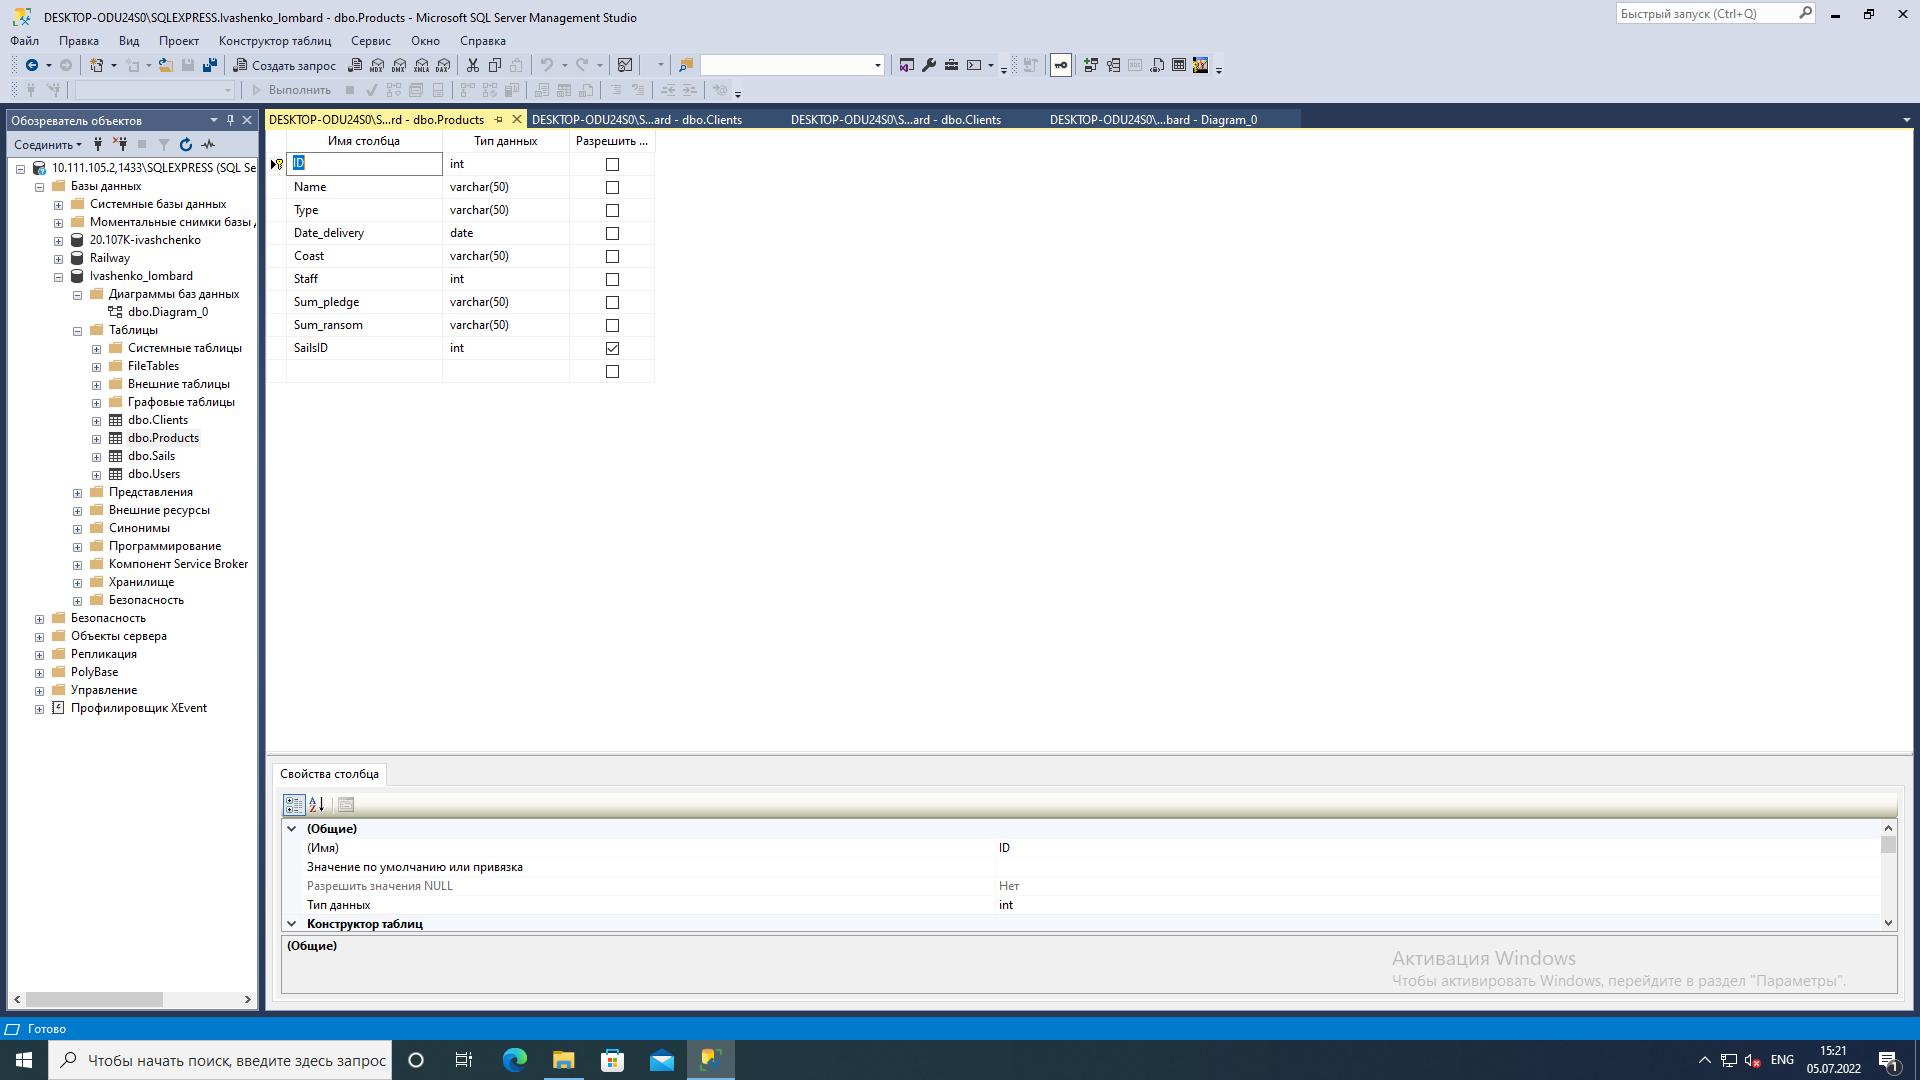 DESKTOP-ODU24S0\SQLEXPRESS.Ivashenko_lombard - dbo.Products - Microsoft SQL Server Management Studio
Быстрый запуск (Ctrl+Q)
Файл Правка Вид Проект Конструктор таблиц Сервис Окно Справка
Создать запрос
MDX DMX XMLA DAX
Выполнить
Обозреватель объектов
DESKTOP-ODU24S0\S...rd - dbo.Products
DESKTOP-ODU24S0\S...ard - dbo.Clients
DESKTOP-ODU24S0\S...ard - dbo.Clients
DESKTOP-ODU24S0\...bard - Diagram_0
Соединить
10.111.105.2,1433\SQLEXPRESS (SQL Se
Базы данных
Системные базы данных
Моментальные снимки базы
20.107K-ivashchenko
Railway
Ivashenko_lombard
Диаграммы баз данных
dbo.Diagram_0
Таблицы
Системные таблицы
FileTables
Внешние таблицы
Графовые таблицы
dbo.Clients
dbo.Products
dbo.Sails
dbo.Users
Представления
Внешние ресурсы
Синонимы
Программирование
Компонент Service Broker
Хранилище
Безопасность
Безопасность
Объекты сервера
Репликация
PolyBase
Управление
Профилировщик XEvent
Имя столбца Тип данных Разрешить ...
ID int
Name varchar(50)
Type varchar(50)
Date_delivery date
Coast varchar(50)
Staff int
Sum_pledge varchar(50)
Sum_ransom varchar(50)
SailsID int
Свойства столбца
(Общие)
(Имя) ID
Значение по умолчанию или привязка
Разрешить значения NULL Нет
Тип данных int
Конструктор таблиц
(Общие)
Активация Windows
Чтобы активировать Windows, перейдите в раздел "Параметры".
Готово
Чтобы начать поиск, введите здесь запрос
ENG
15:21
05.07.2022
1